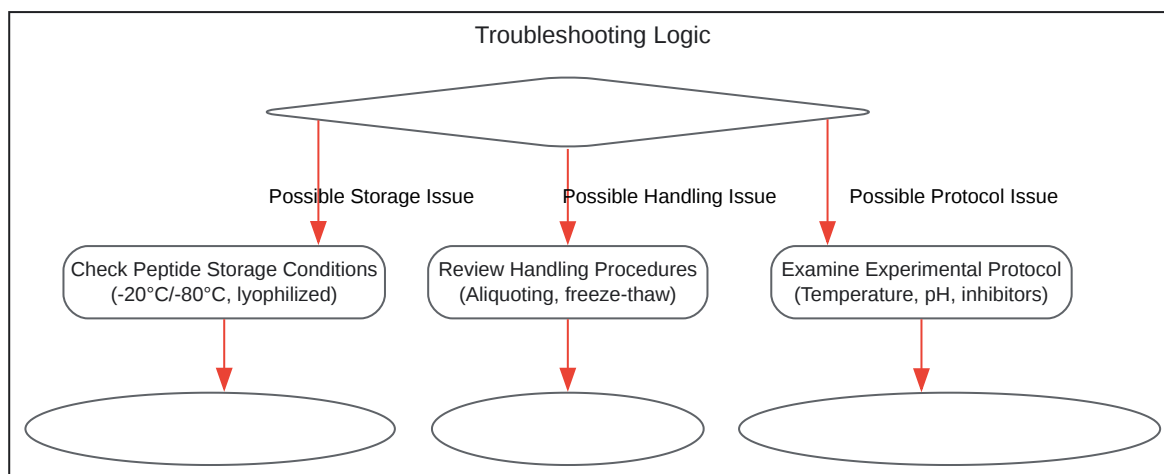 Troubleshooting Logic
Possible Storage Issue
Possible Handling Issue
Possible Protocol Issue
Check Peptide Storage Conditions
(-20°C/-80°C, lyophilized)
Review Handling Procedures
(Aliquoting, freeze-thaw)
Examine Experimental Protocol
(Temperature, pH, inhibitors)